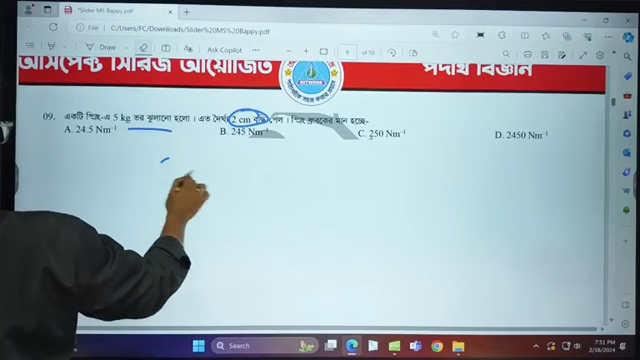 *Slider MS Bappy.pdf
File C:/Users/FC/Downloads/Slider%20MS%20Bappy.pdf
Draw Ask Copilot 9 of 50
আসপেক্ট সিরিজ আয়োজিত পদার্থ বিজ্ঞান
09. একটি স্প্রিং-এ 5 kg ভর ঝুলানো হলো । এত দৈর্ঘ্য 2 cm বৃদ্ধি পেল । স্প্রিং ধ্রুবকের মান হচ্ছে-
A. 24.5 Nm⁻¹ B. 245 Nm⁻¹ C. 250 Nm⁻¹ D. 2450 Nm⁻¹
Search
7:51 PM
2/16/2024